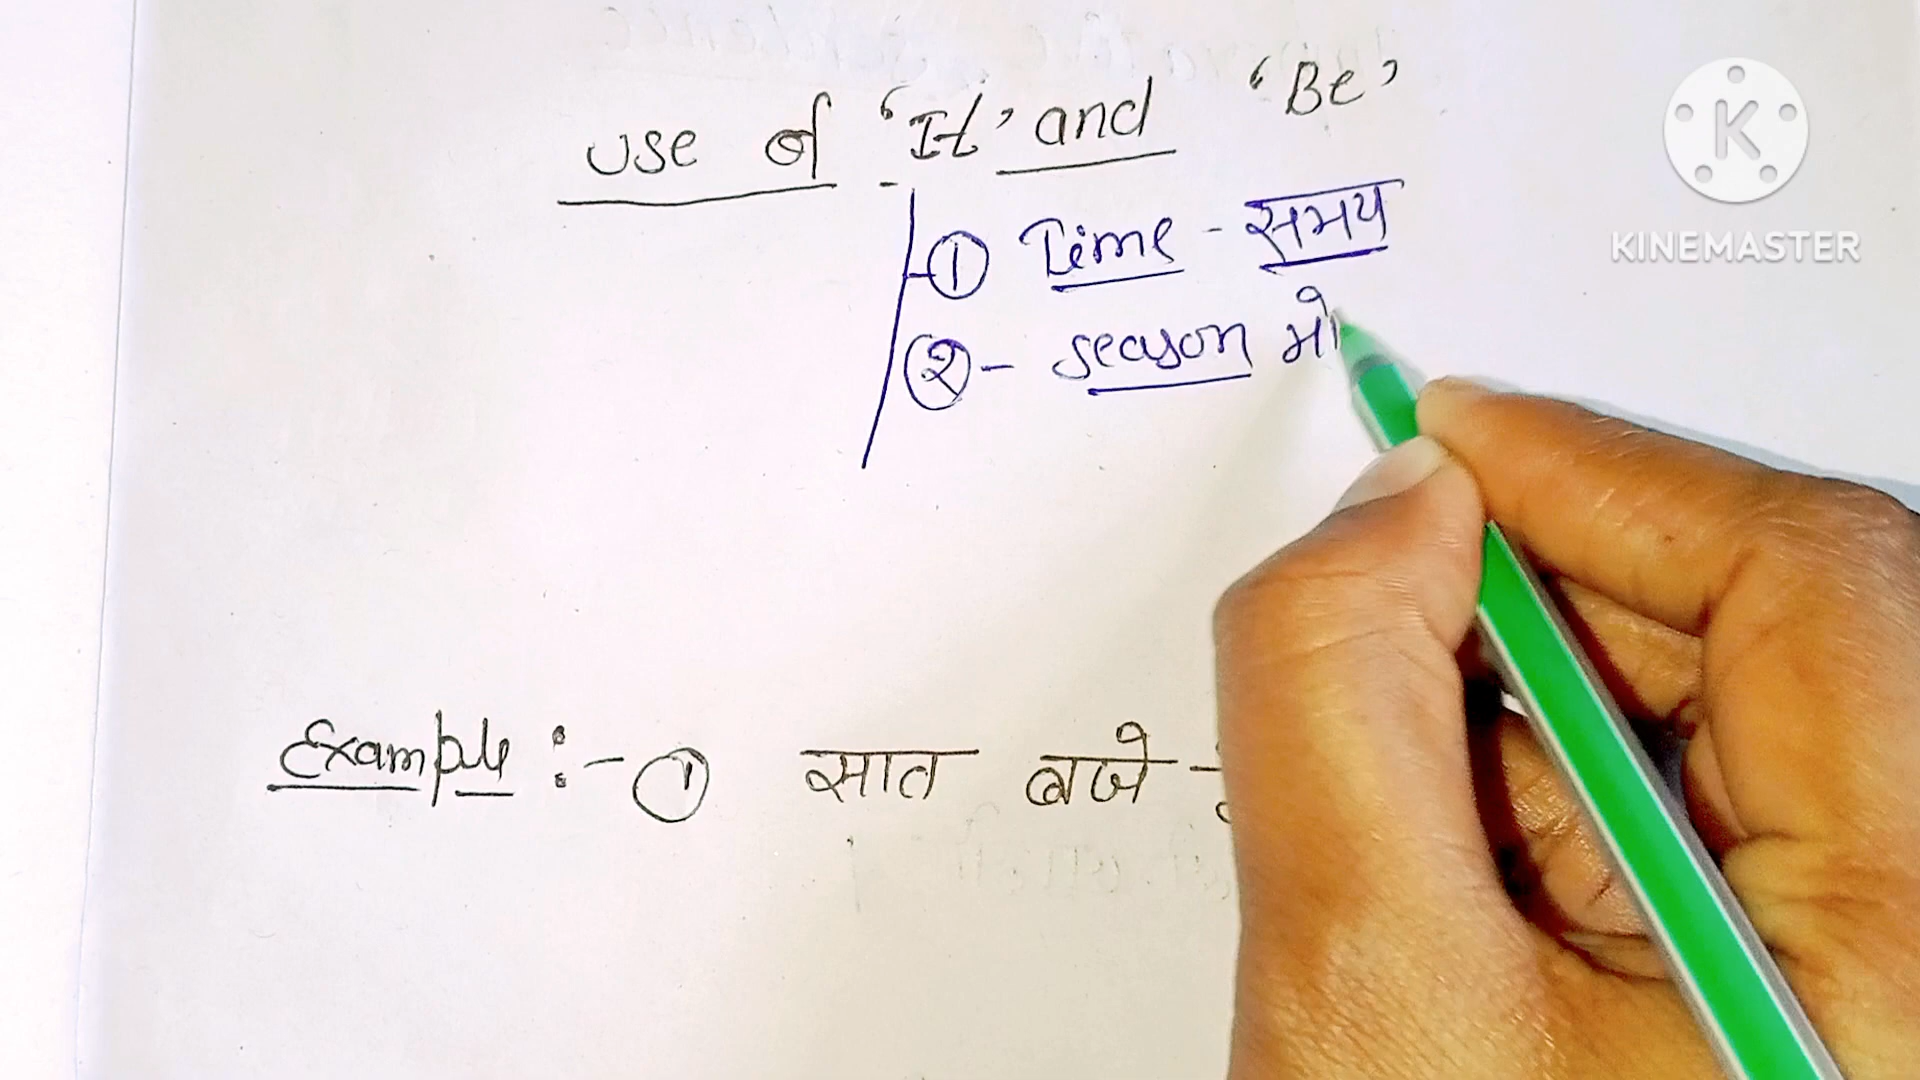 use of 'It' and 'Be'
① Time - समय
KINEMASTER
② - season मो
Example :- ① सात बजे